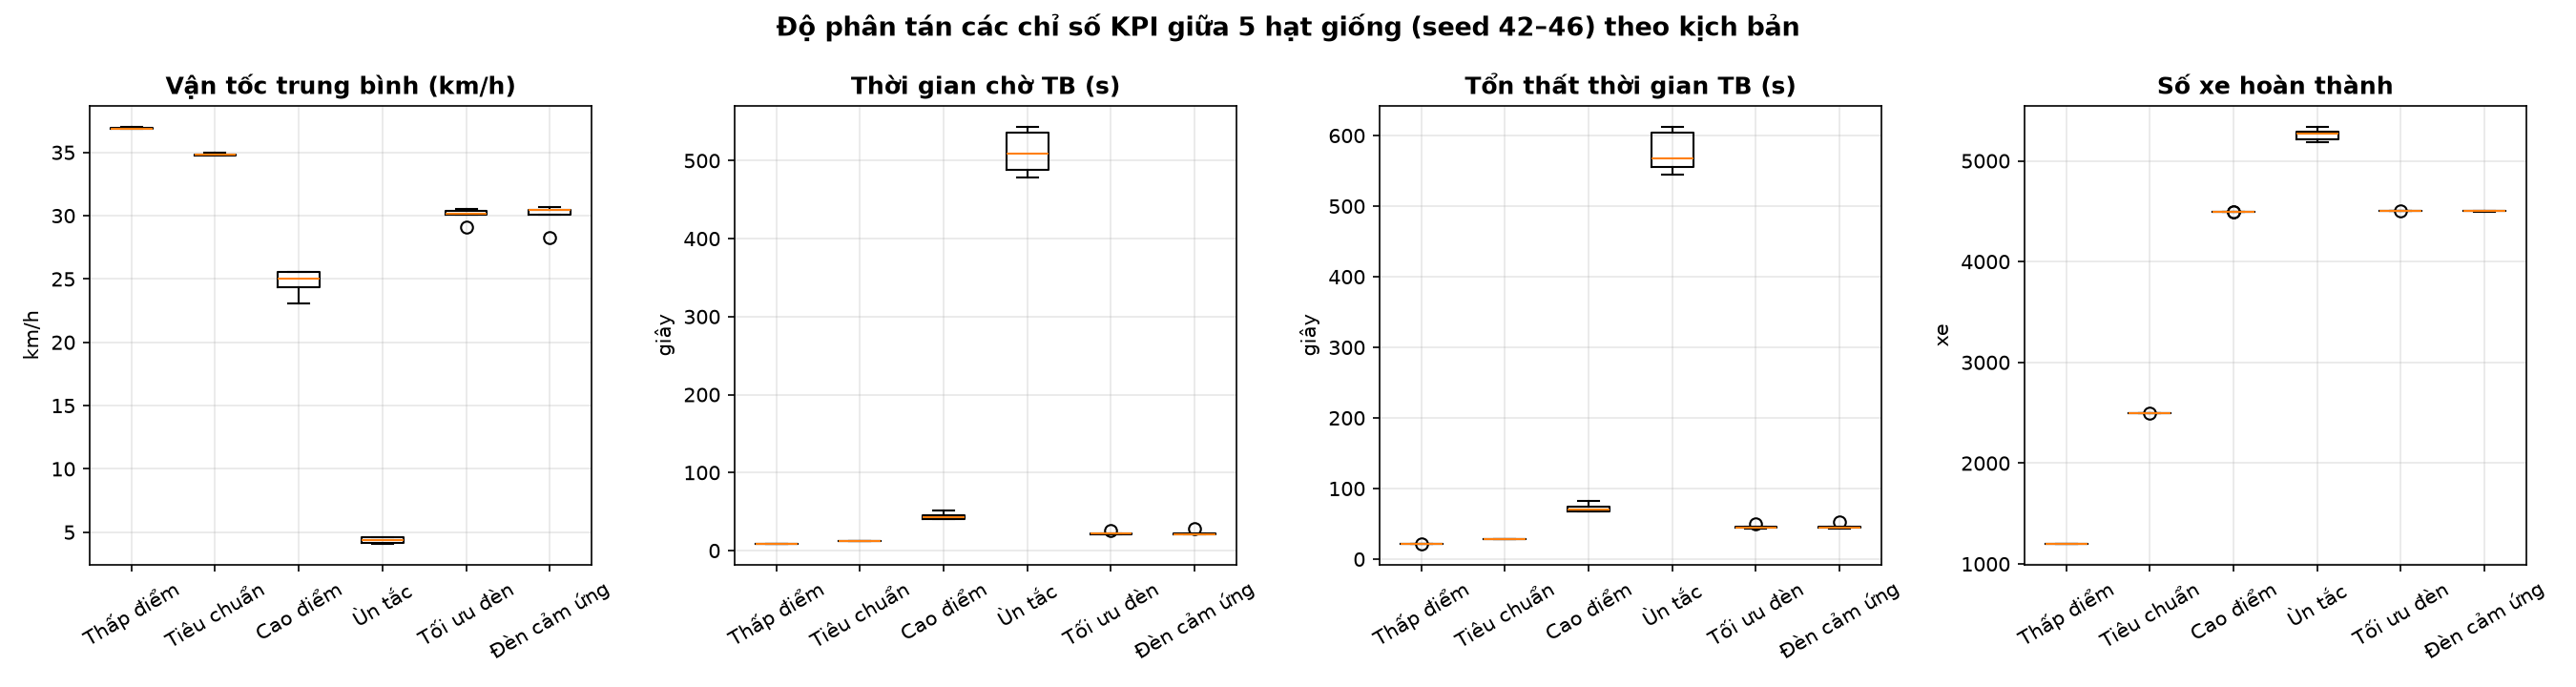 Độ phân tán các chỉ số KPI giữa 5 hạt giống (seed 42–46) theo kịch bản
Vận tốc trung bình (km/h)
km/h
35
30
25
20
15
10
5
Thấp điểm
Tiêu chuẩn
Cao điểm
Ùn tắc
Tối ưu đèn
Đèn cảm ứng
Thời gian chờ TB (s)
giây
500
400
300
200
100
0
Thấp điểm
Tiêu chuẩn
Cao điểm
Ùn tắc
Tối ưu đèn
Đèn cảm ứng
Tổn thất thời gian TB (s)
giây
600
500
400
300
200
100
0
Thấp điểm
Tiêu chuẩn
Cao điểm
Ùn tắc
Tối ưu đèn
Đèn cảm ứng
Số xe hoàn thành
xe
5000
4000
3000
2000
1000
Thấp điểm
Tiêu chuẩn
Cao điểm
Ùn tắc
Tối ưu đèn
Đèn cảm ứng